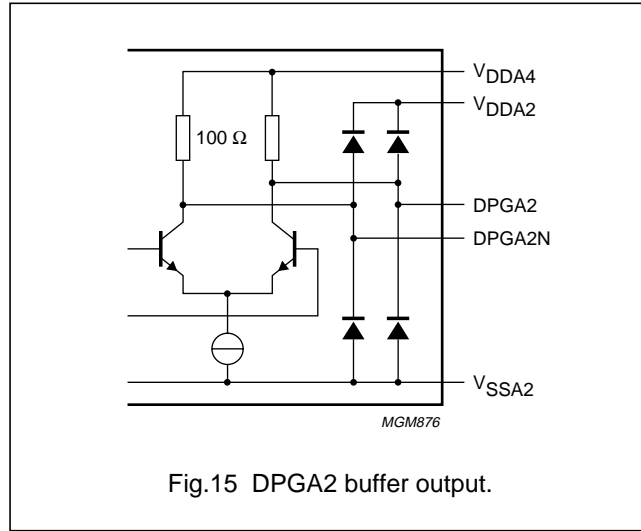 V_DDA4
V_DDA2
100 Ω
DPGA2
DPGA2N
V_SSA2
MGM876
Fig.15 DPGA2 buffer output.